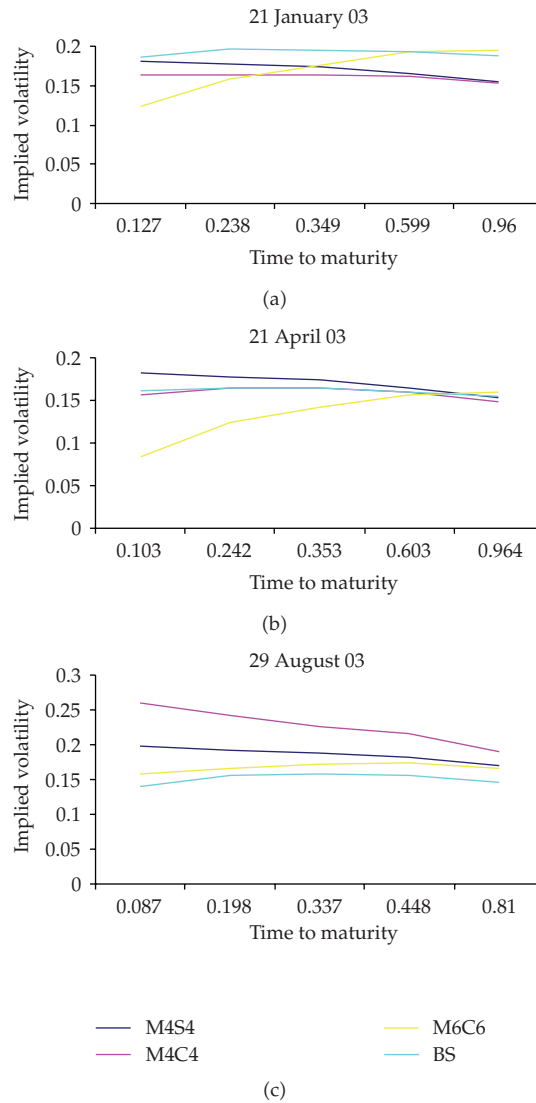 21 January 03
Implied volatility
0.2
0.15
0.1
0.05
0
0.127 0.238 0.349 0.599 0.96
Time to maturity
(a)
21 April 03
Implied volatility
0.2
0.15
0.1
0.05
0
0.103 0.242 0.353 0.603 0.964
Time to maturity
(b)
29 August 03
Implied volatility
0.3
0.25
0.2
0.15
0.1
0.05
0
0.087 0.198 0.337 0.448 0.81
Time to maturity
M4S4 M6C6
M4C4 BS
(c)